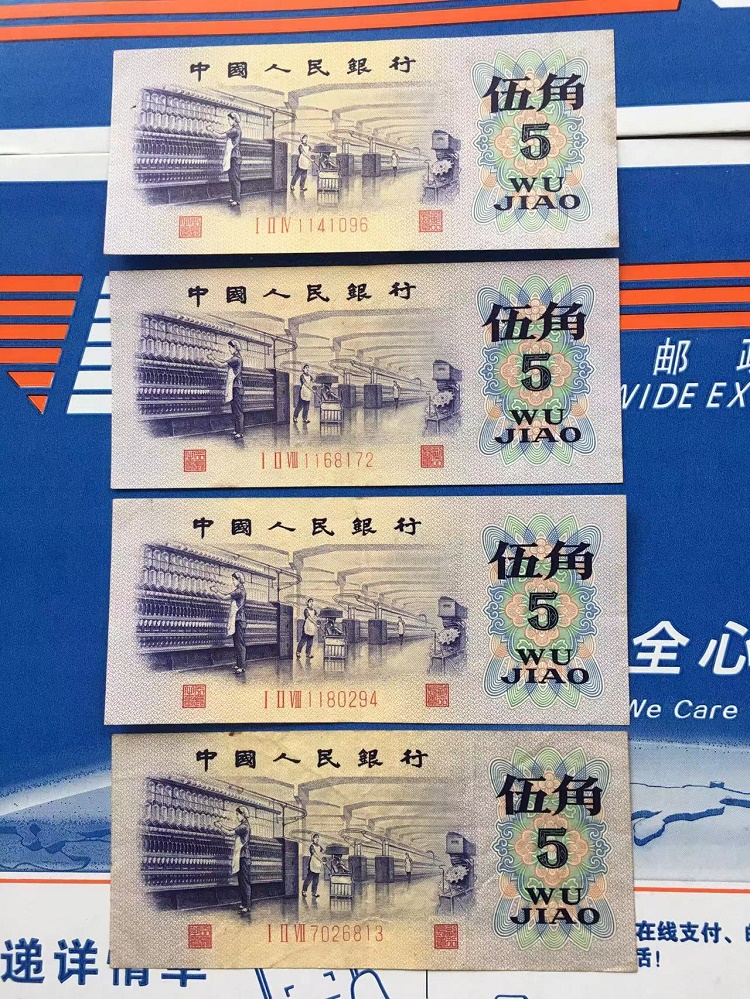 中國人民銀行
伍角
5
WU
JIAO
I II IV 1141096
中國人民銀行
伍角
5
WU
JIAO
I II VIII 1168172
邮
WIDE EX
中國人民銀行
伍角
5
WU
JIAO
I II VIII 1180294
全心
We Care
中國人民銀行
伍角
5
WU
JIAO
I II VII 7026813
在线支付、
活!
递详情单